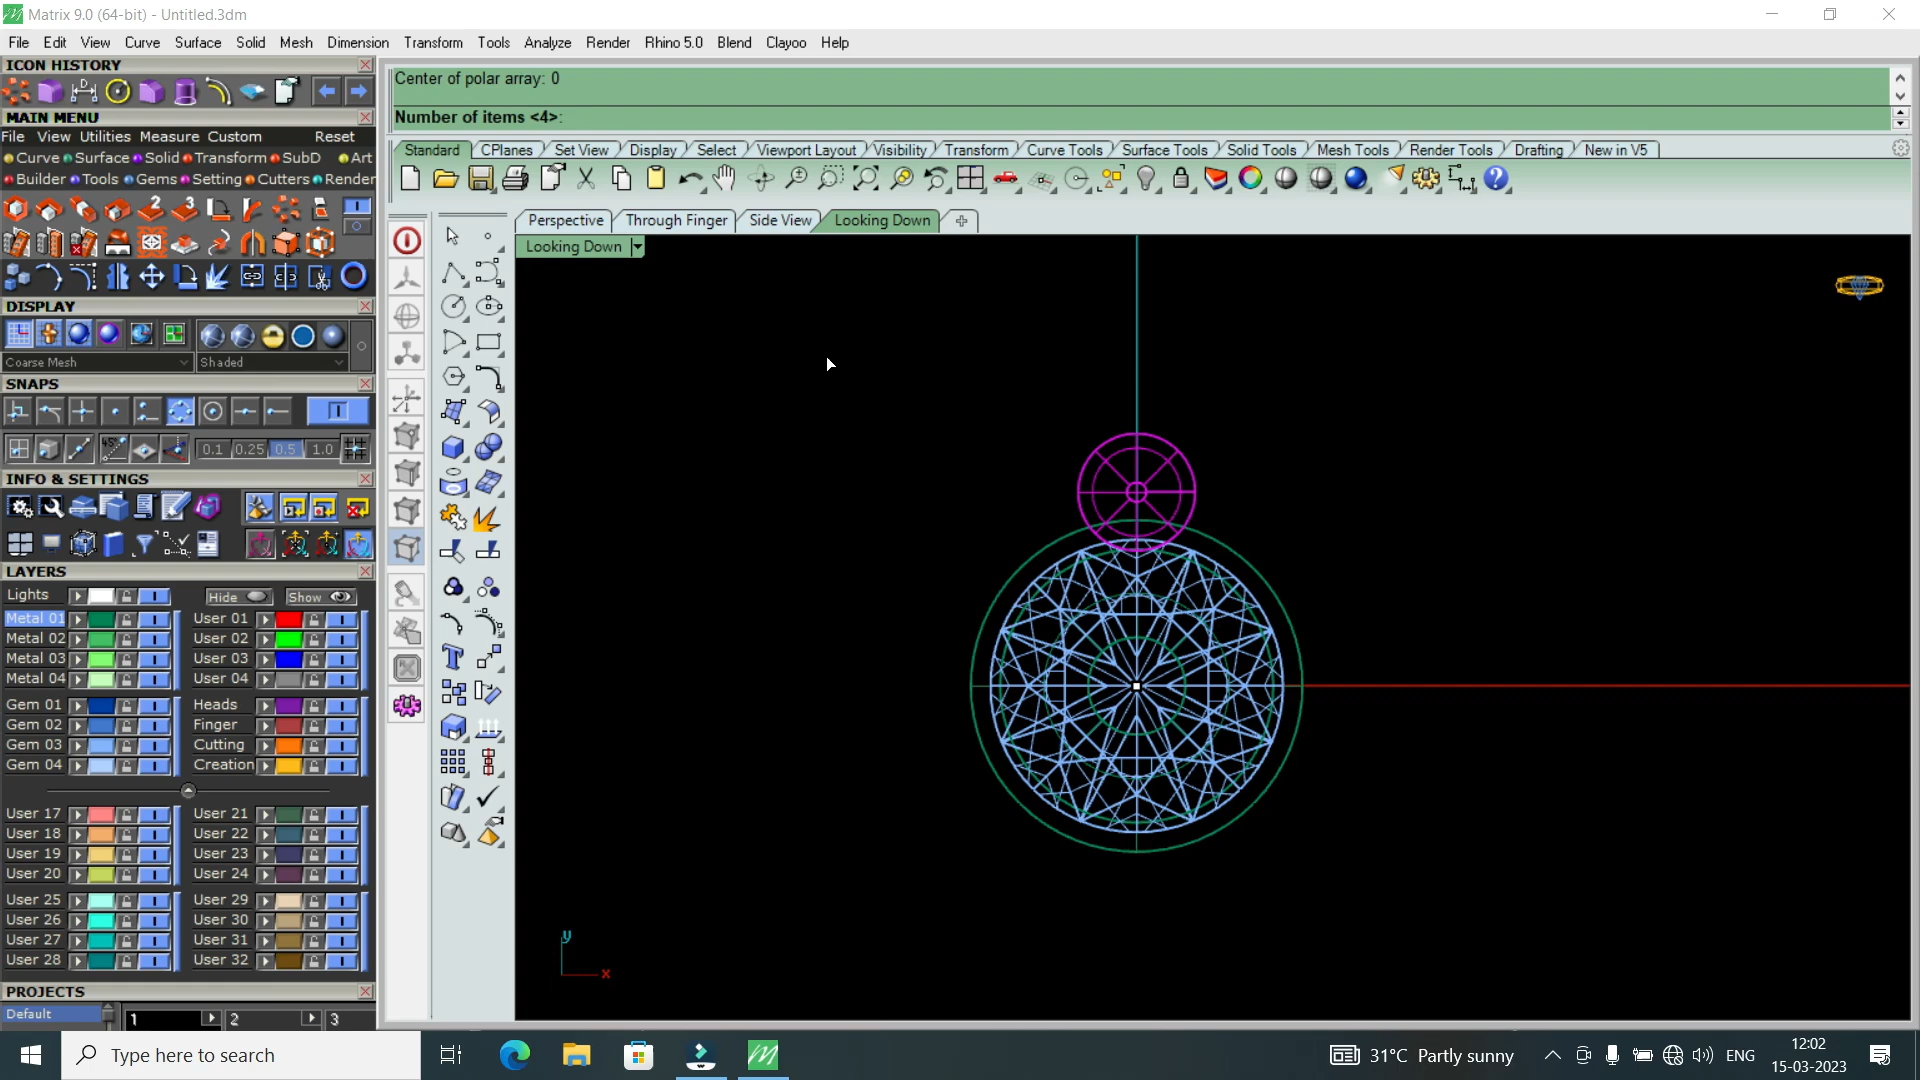 Matrix 9.0 (64-bit) - Untitled.3dm
File Edit View Curve Surface Solid Mesh Dimension Transform Tools Analyze Render Rhino 5.0 Blend Clayoo Help
ICON HISTORY
MAIN MENU
File View Utilities Measure Custom Reset
Curve Surface Solid Transform SubD Art
Builder Tools Gems Setting Cutters Render
DISPLAY
Coarse Mesh Shaded
SNAPS
0.1 0.25 0.5 1.0
INFO & SETTINGS
LAYERS
Lights Hide Show
Metal 01 User 01
Metal 02 User 02
Metal 03 User 03
Metal 04 User 04
Gem 01 Heads
Gem 02 Finger
Gem 03 Cutting
Gem 04 Creation
User 17 User 21
User 18 User 22
User 19 User 23
User 20 User 24
User 25 User 29
User 26 User 30
User 27 User 31
User 28 User 32
PROJECTS
Default 1 2 3
Center of polar array: 0
Number of items <4>:
Standard CPlanes Set View Display Select Viewport Layout Visibility Transform Curve Tools Surface Tools Solid Tools Mesh Tools Render Tools Drafting New in V5
Perspective Through Finger Side View Looking Down
Looking Down
y
x
Type here to search
31°C Partly sunny
ENG
12:02
15-03-2023